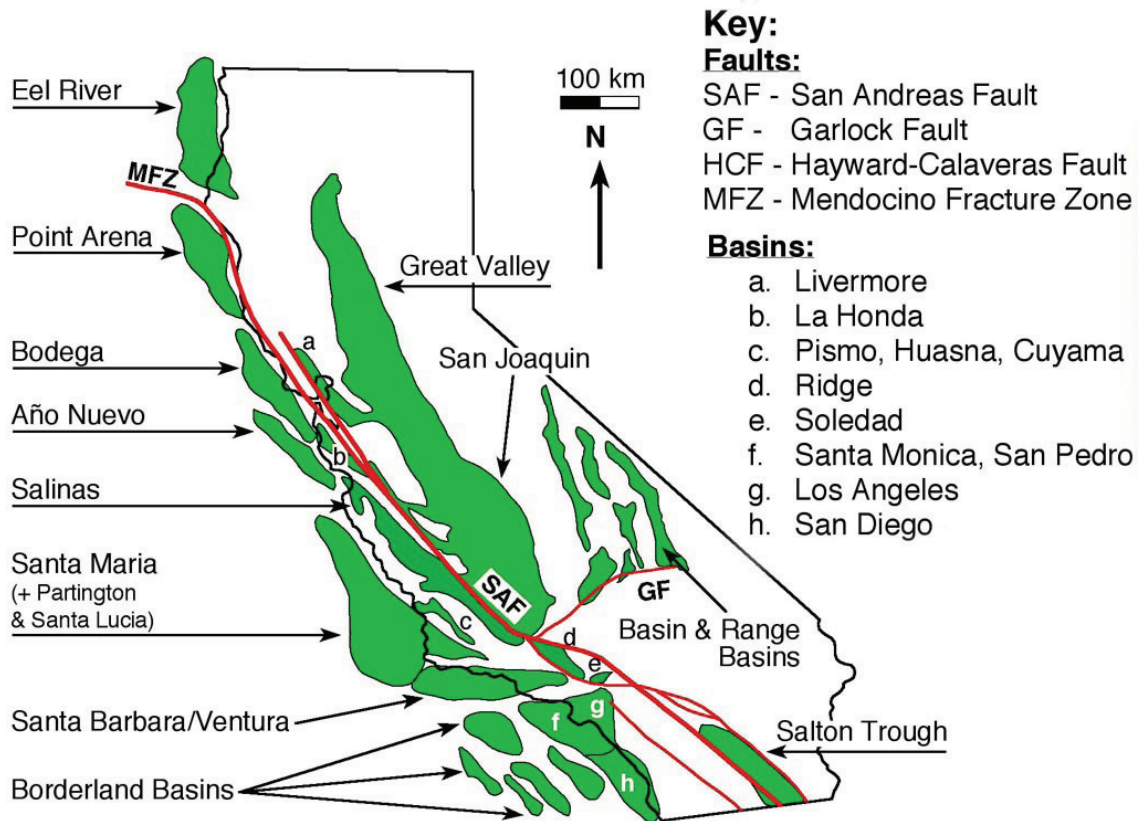 Key:
Faults:
SAF - San Andreas Fault
GF - Garlock Fault
HCF - Hayward-Calaveras Fault
MFZ - Mendocino Fracture Zone
Basins:
a. Livermore
b. La Honda
c. Pismo, Huasna, Cuyama
d. Ridge
e. Soledad
f. Santa Monica, San Pedro
g. Los Angeles
h. San Diego
100 km
N
Eel River
MFZ
Point Arena
Great Valley
Bodega
a
San Joaquin
Año Nuevo
b
Salinas
Santa Maria
(+ Partington
& Santa Lucia)
SAF
GF
c
d
Basin & Range
Basins
e
Santa Barbara/Ventura
g
f
Salton Trough
Borderland Basins
h